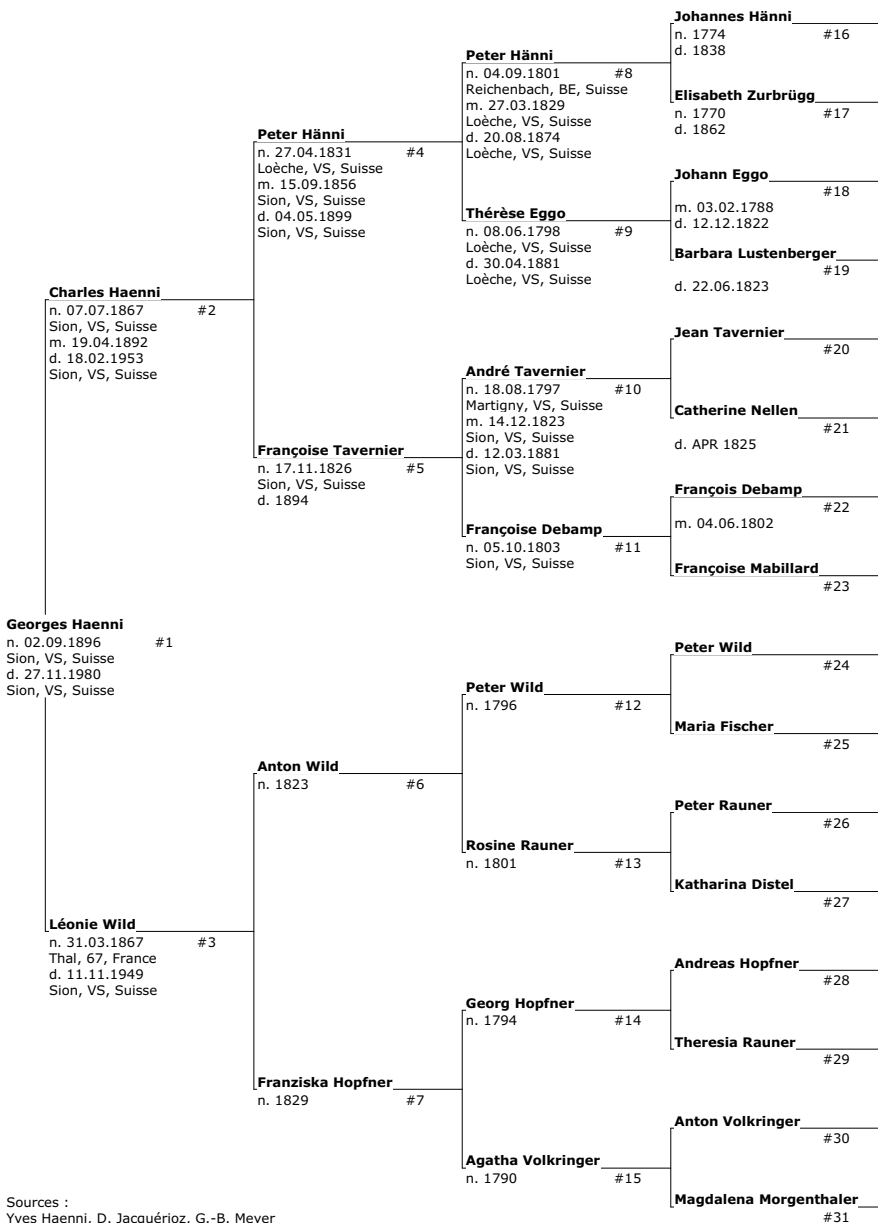 Johannes Hänni
n. 1774 #16
d. 1838
Peter Hänni
n. 04.09.1801 #8
Reichenbach, BE, Suisse
m. 27.03.1829
Loèche, VS, Suisse
d. 20.08.1874
Loèche, VS, Suisse
Elisabeth Zurbrügg
n. 1770 #17
d. 1862
Peter Hänni
n. 27.04.1831 #4
Loèche, VS, Suisse
m. 15.09.1856
Sion, VS, Suisse
d. 04.05.1899
Sion, VS, Suisse
Johann Eggo
#18
m. 03.02.1788
d. 12.12.1822
Thérèse Eggo
n. 08.06.1798 #9
Loèche, VS, Suisse
d. 30.04.1881
Loèche, VS, Suisse
Barbara Lustenberger
#19
d. 22.06.1823
Charles Haenni
n. 07.07.1867 #2
Sion, VS, Suisse
m. 19.04.1892
d. 18.02.1953
Sion, VS, Suisse
Jean Tavernier
#20
André Tavernier
n. 18.08.1797 #10
Martigny, VS, Suisse
m. 14.12.1823
Sion, VS, Suisse
d. 12.03.1881
Sion, VS, Suisse
Catherine Nellen
#21
d. APR 1825
Françoise Tavernier
n. 17.11.1826 #5
Sion, VS, Suisse
d. 1894
François Debamp
#22
m. 04.06.1802
Françoise Debamp
n. 05.10.1803 #11
Sion, VS, Suisse
Françoise Mabillard
#23
Georges Haenni
n. 02.09.1896 #1
Sion, VS, Suisse
d. 27.11.1980
Sion, VS, Suisse
Peter Wild
#24
Peter Wild
n. 1796 #12
Maria Fischer
#25
Anton Wild
n. 1823 #6
Peter Rauner
#26
Rosine Rauner
n. 1801 #13
Katharina Distel
#27
Léonie Wild
n. 31.03.1867 #3
Thal, 67, France
d. 11.11.1949
Sion, VS, Suisse
Andreas Hopfner
#28
Georg Hopfner
n. 1794 #14
Theresia Rauner
#29
Franziska Hopfner
n. 1829 #7
Anton Volkringer
#30
Agatha Volkringer
n. 1790 #15
Magdalena Morgenthaler
#31
Sources :
Yves Haenni, D. Jacquérioz, G.-B. Meyer